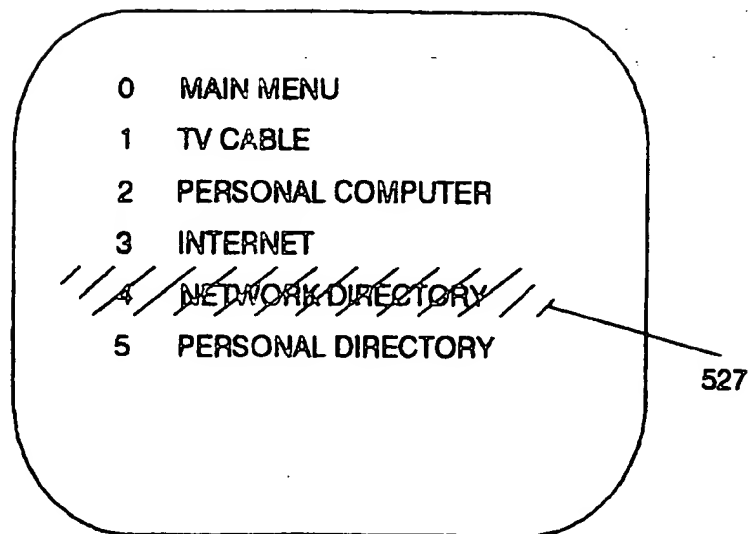 0 MAIN MENU
1 TV CABLE
2 PERSONAL COMPUTER
3 INTERNET
4 NETWORK DIRECTORY
5 PERSONAL DIRECTORY
527